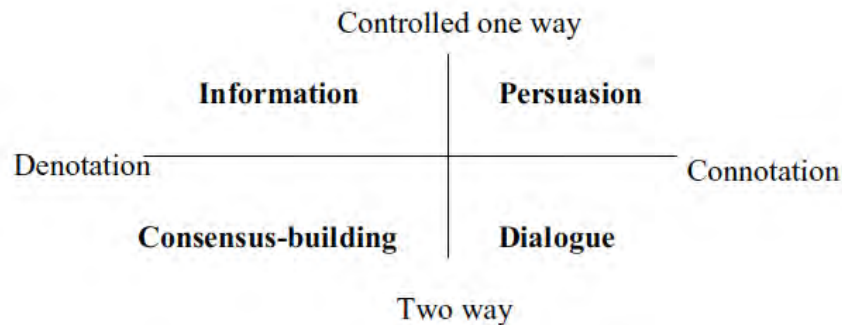 Controlled one way
Information Persuasion
Denotation Connotation
Consensus-building Dialogue
Two way